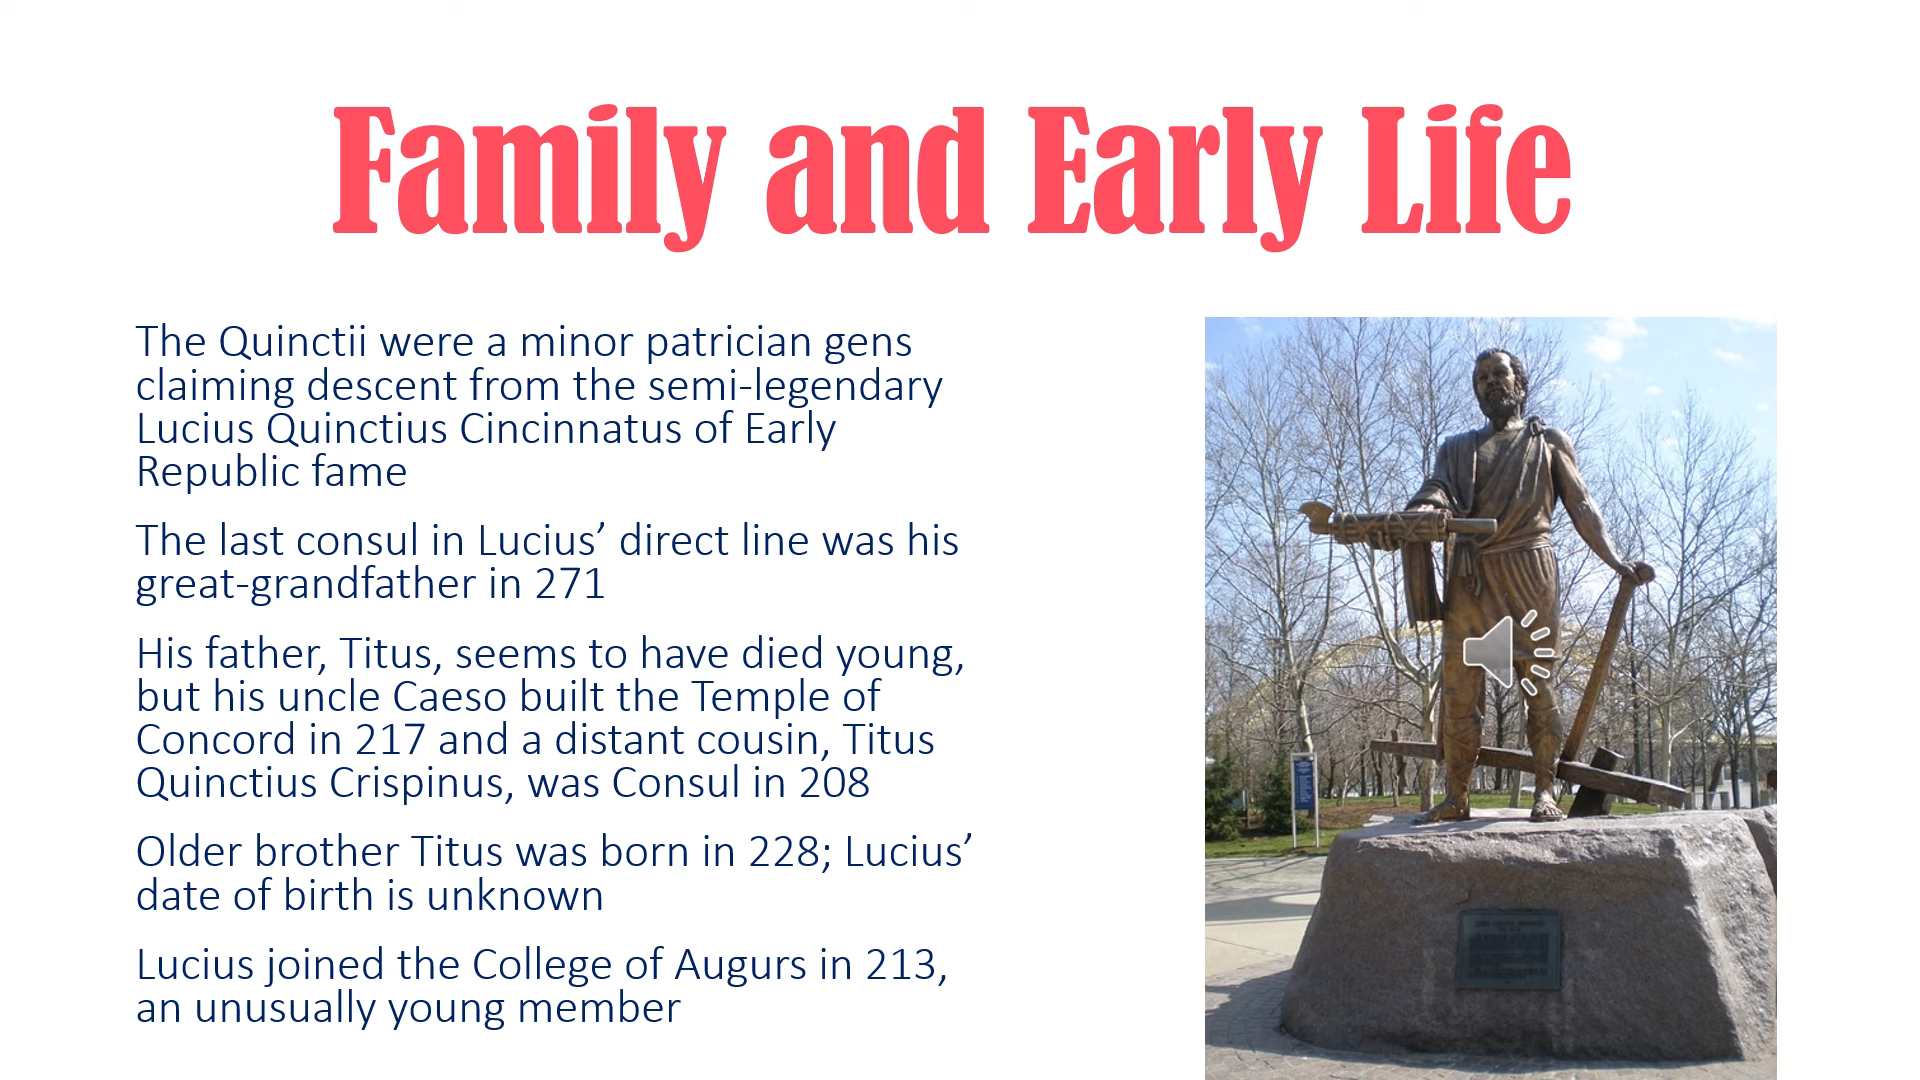 Family and Early Life
The Quinctii were a minor patrician gens
claiming descent from the semi-legendary
Lucius Quinctius Cincinnatus of Early
Republic fame
The last consul in Lucius’ direct line was his
great-grandfather in 271
His father, Titus, seems to have died young,
but his uncle Caeso built the Temple of
Concord in 217 and a distant cousin, Titus
Quinctius Crispinus, was Consul in 208
Older brother Titus was born in 228; Lucius’
date of birth is unknown
Lucius joined the College of Augurs in 213,
an unusually young member